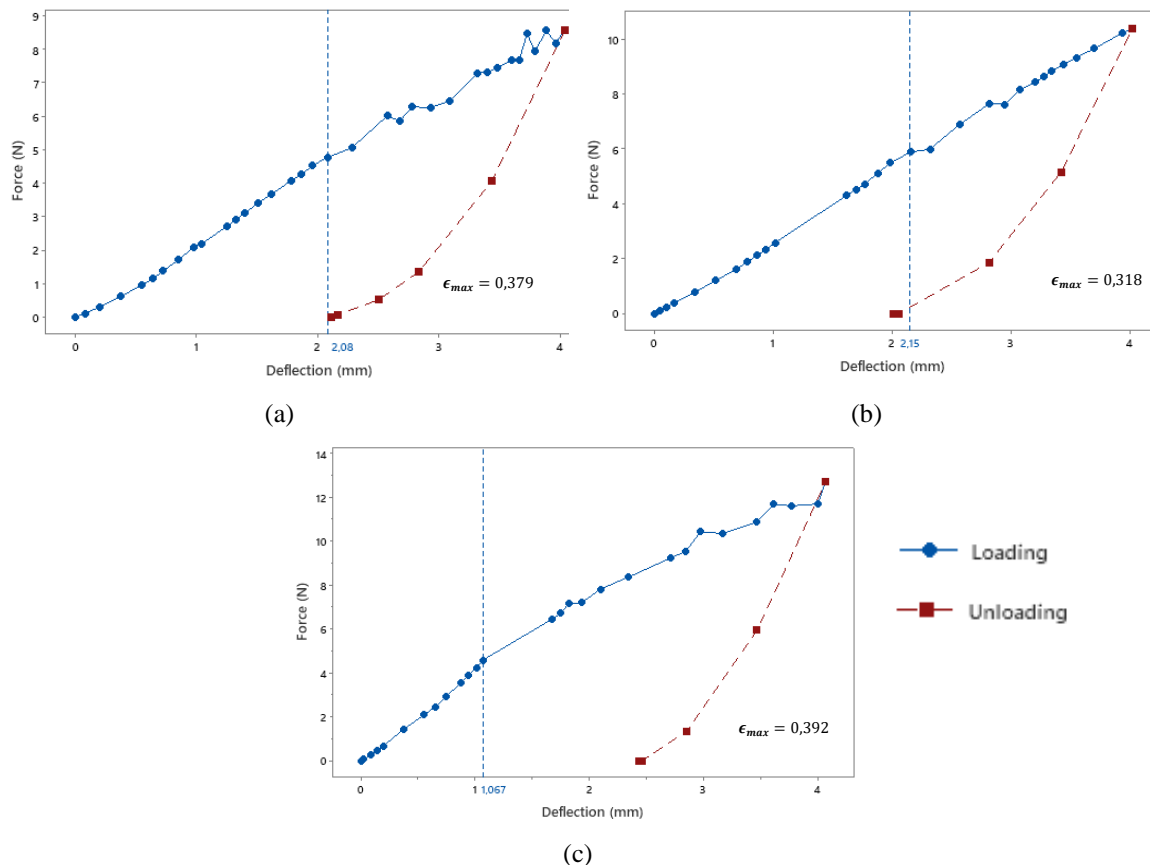 9
8
7
6
5
4
3
2
1
0
Force (N)
ϵmax = 0,379
0 1 2 2,08 3 4
Deflection (mm)
(a)
10
8
6
4
2
0
Force (N)
ϵmax = 0,318
0 1 2 2,15 3 4
Deflection (mm)
(b)
14
12
10
8
6
4
2
0
Force (N)
ϵmax = 0,392
0 1 1,067 2 3 4
Deflection (mm)
(c)
Loading
Unloading